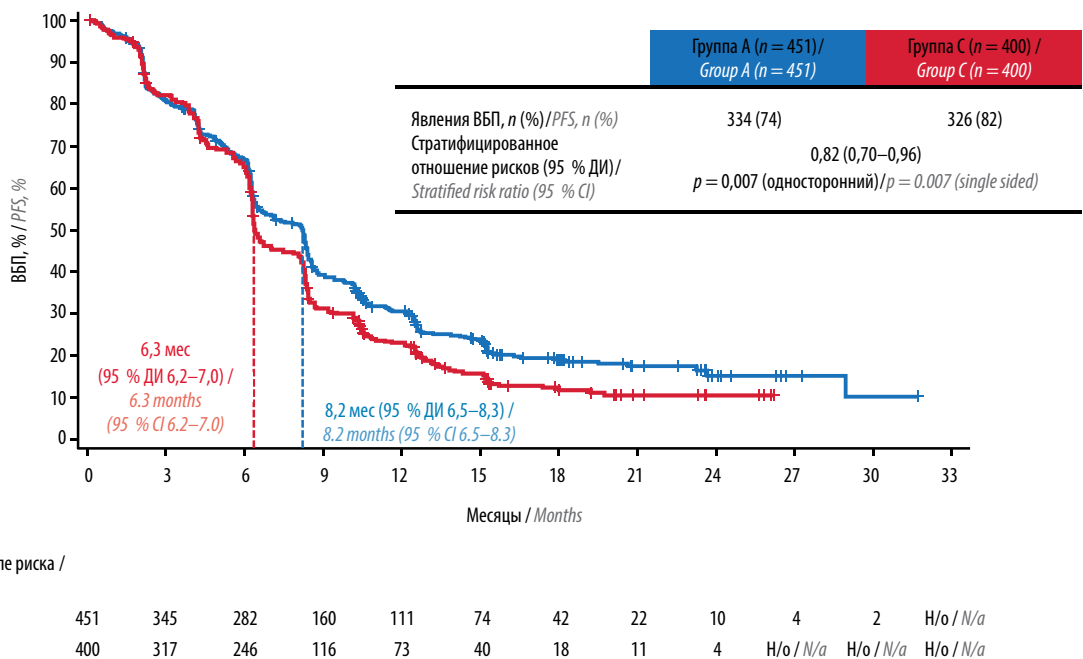 Группа A (n = 451) / Группа C (n = 400) /
Group A (n = 451) Group C (n = 400)
Явления ВБП, n (%) / PFS, n (%) 334 (74) 326 (82)
Стратифицированное
отношение рисков (95 % ДИ) /
Stratified risk ratio (95 % CI)
0,82 (0,70–0,96)
p = 0,007 (односторонний) / p = 0.007 (single sided)
ВБП, % / PFS, %
100
90
80
70
60
50
40
30
20
10
0
6,3 мес
(95 % ДИ 6,2–7,0) /
6.3 months
(95 % CI 6.2–7.0)
8,2 мес (95 % ДИ 6,5–8,3) /
8.2 months (95 % CI 6.5–8.3)
0 3 6 9 12 15 18 21 24 27 30 33
Месяцы / Months
ле риска /
451 345 282 160 111 74 42 22 10 4 2 Н/о / N/a
400 317 246 116 73 40 18 11 4 Н/о / N/a Н/о / N/a Н/о / N/a